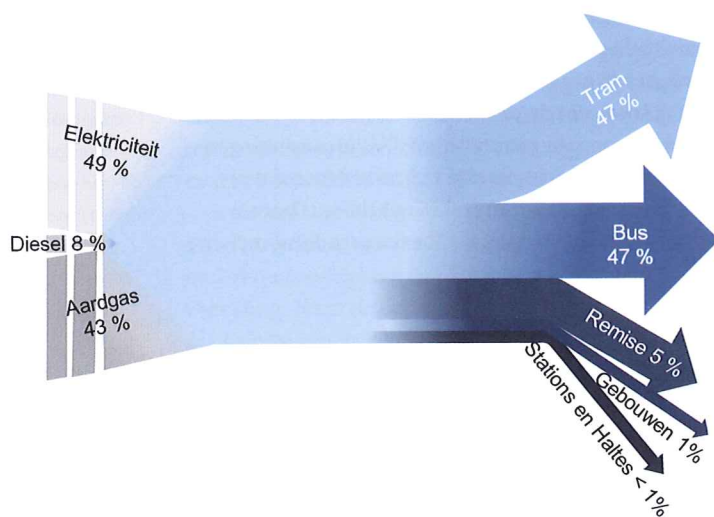 Elektriciteit
49 %
Diesel 8 %
Aardgas
43 %
Tram
47 %
Bus
47 %
Remise 5 %
Gebouwen 1%
Stations en Haltes < 1%